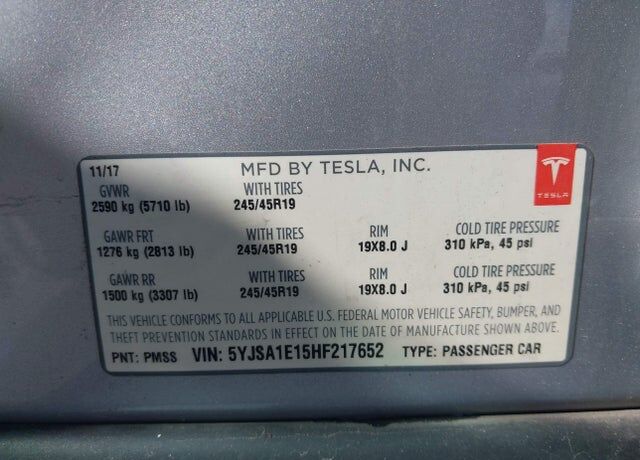 11/17 MFD BY TESLA, INC.
TESLA
GVWR WITH TIRES
2590 kg (5710 lb) 245/45R19
GAWR FRT WITH TIRES RIM COLD TIRE PRESSURE
1276 kg (2813 lb) 245/45R19 19X8.0 J 310 kPa, 45 psi
GAWR RR WITH TIRES RIM COLD TIRE PRESSURE
1500 kg (3307 lb) 245/45R19 19X8.0 J 310 kPa, 45 psi
THIS VEHICLE CONFORMS TO ALL APPLICABLE U.S. FEDERAL MOTOR VEHICLE SAFETY, BUMPER, AND
THEFT PREVENTION STANDARDS IN EFFECT ON THE DATE OF MANUFACTURE SHOWN ABOVE.
PNT: PMSS VIN: 5YJSA1E15HF217652 TYPE: PASSENGER CAR